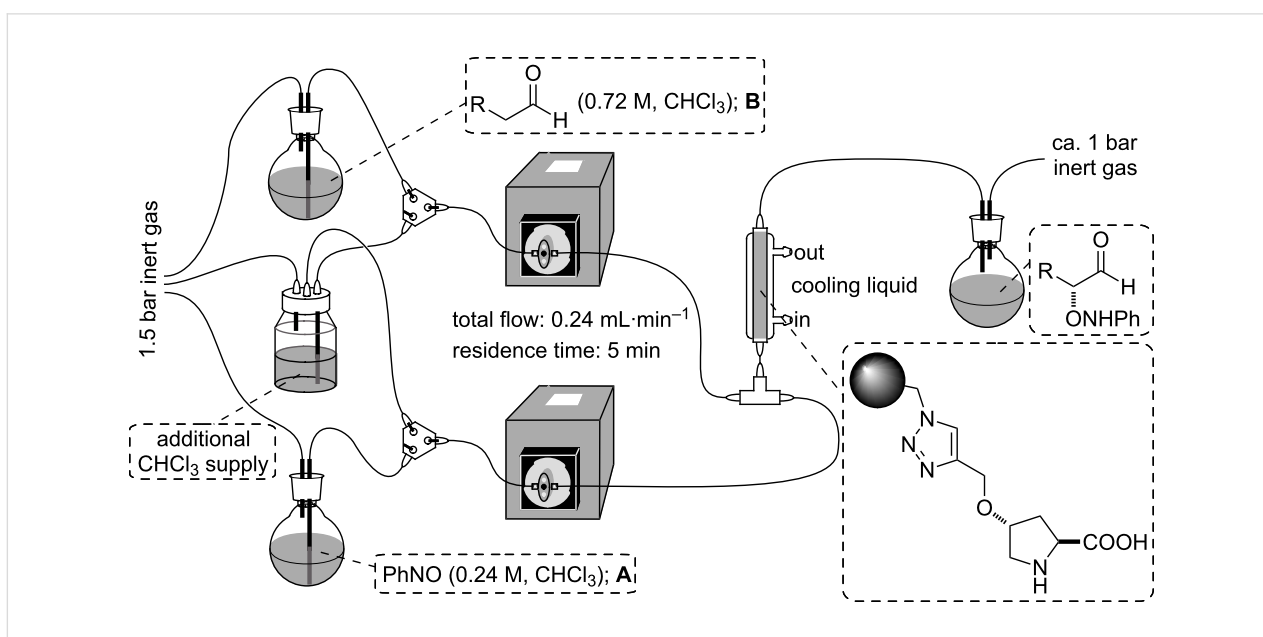 O
R
H
(0.72 M, CHCl₃); B
1.5 bar inert gas
total flow: 0.24 mL·min⁻¹
residence time: 5 min
additional
CHCl₃ supply
PhNO (0.24 M, CHCl₃); A
out
cooling liquid
in
ca. 1 bar
inert gas
O
R
H
ONHPh
N
N
N
O
COOH
N
H